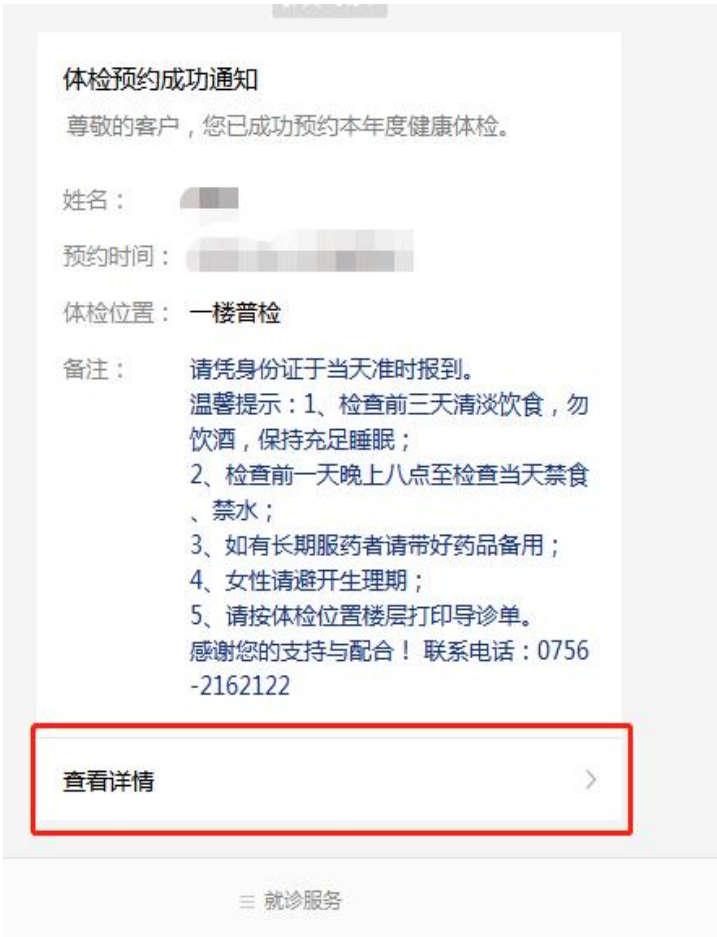 体检预约成功通知
尊敬的客户，您已成功预约本年度健康体检。
姓名：
预约时间：
体检位置： 一楼普检
备注： 请凭身份证于当天准时报到。
温馨提示：1、检查前三天清淡饮食，勿
饮酒，保持充足睡眠；
2、检查前一天晚上八点至检查当天禁食
、禁水；
3、如有长期服药者请带好药品备用；
4、女性请避开生理期；
5、请按体检位置楼层打印导诊单。
感谢您的支持与配合！ 联系电话：0756
-2162122
查看详情
就诊服务